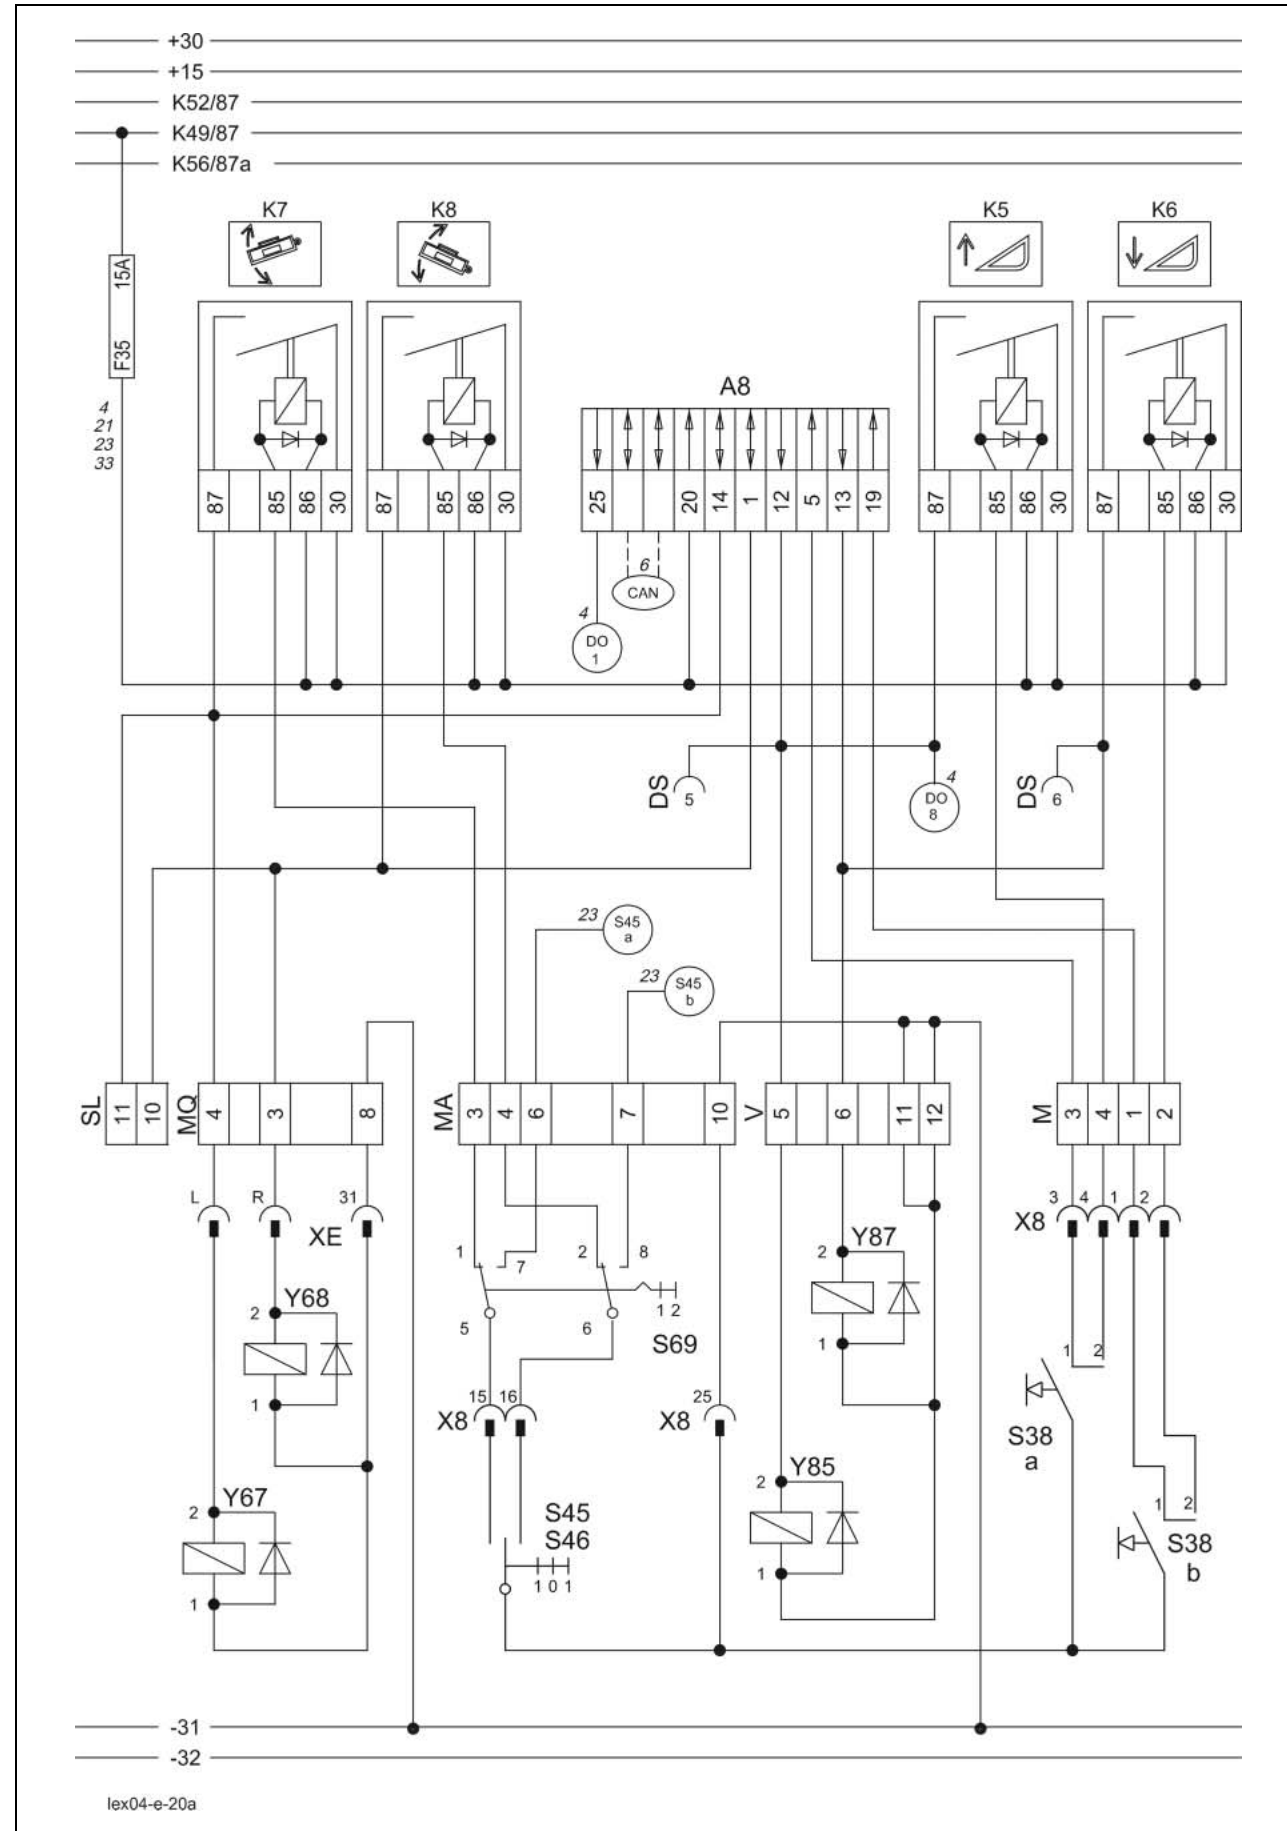 +30
+15
K52/87
K49/87
K56/87a
K7 K8 K5 K6
15A
F35
A8
4
21
23
33
87 85 86 30 87 85 86 30 25 20 14 1 12 5 13 19 87 85 86 30 87 85 86 30
6
CAN
4
DO
1
DS 5
4
DO
8
DS 6
23 S45
a
23 S45
b
SL 11 10 MQ 4 3 8 MA 3 4 6 7 10 V 5 6 11 12 M 3 4 1 2
L R 31 3 4 1 2
XE X8
1 7 2 8 2 Y87
2 Y68 1 2
5 6 S69 1
1 2
1 15 16 25
X8 X8 S38
a
2 Y67 2 Y85
S45
S46
1 2
S38
b
1 0 1 1
1
-31
-32
lex04-e-20a